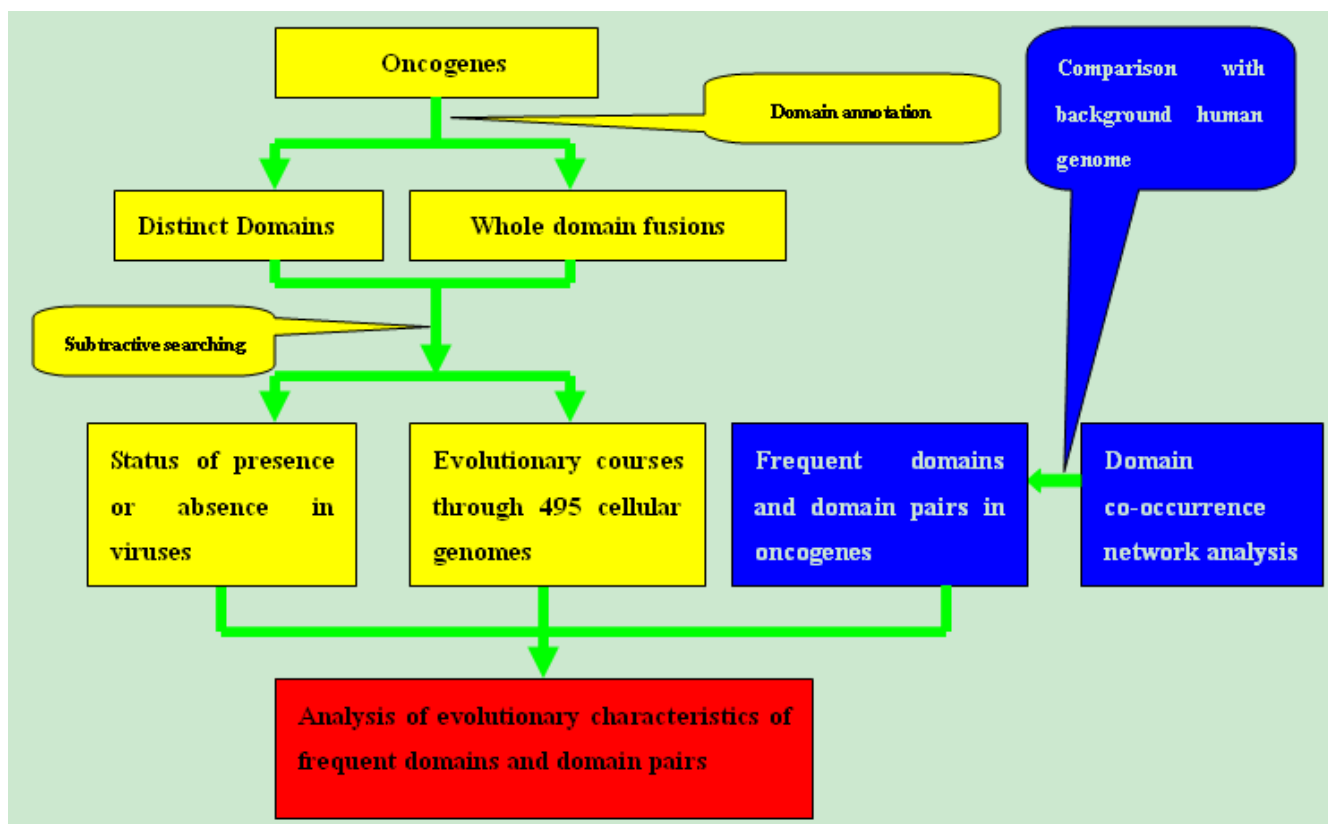 Oncogenes
Domain annotation
Comparison with
background human
genome
Distinct Domains
Whole domain fusions
Subtractive searching
Status of presence
or absence in
viruses
Evolutionary courses
through 495 cellular
genomes
Frequent domains
and domain pairs in
oncogenes
Domain
co-occurrence
network analysis
Analysis of evolutionary characteristics of
frequent domains and domain pairs